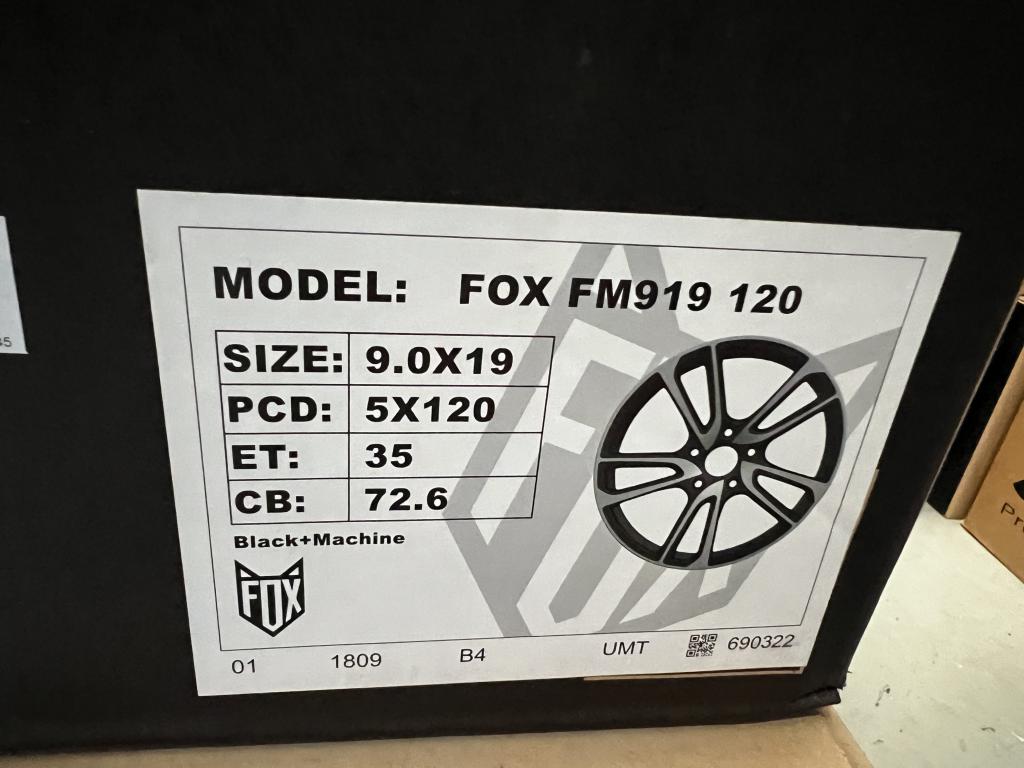 MODEL: FOX FM919 120
SIZE: 9.0X19
PCD: 5X120
ET: 35
CB: 72.6
Black+Machine
FOX
01 1809 B4 UMT 690322